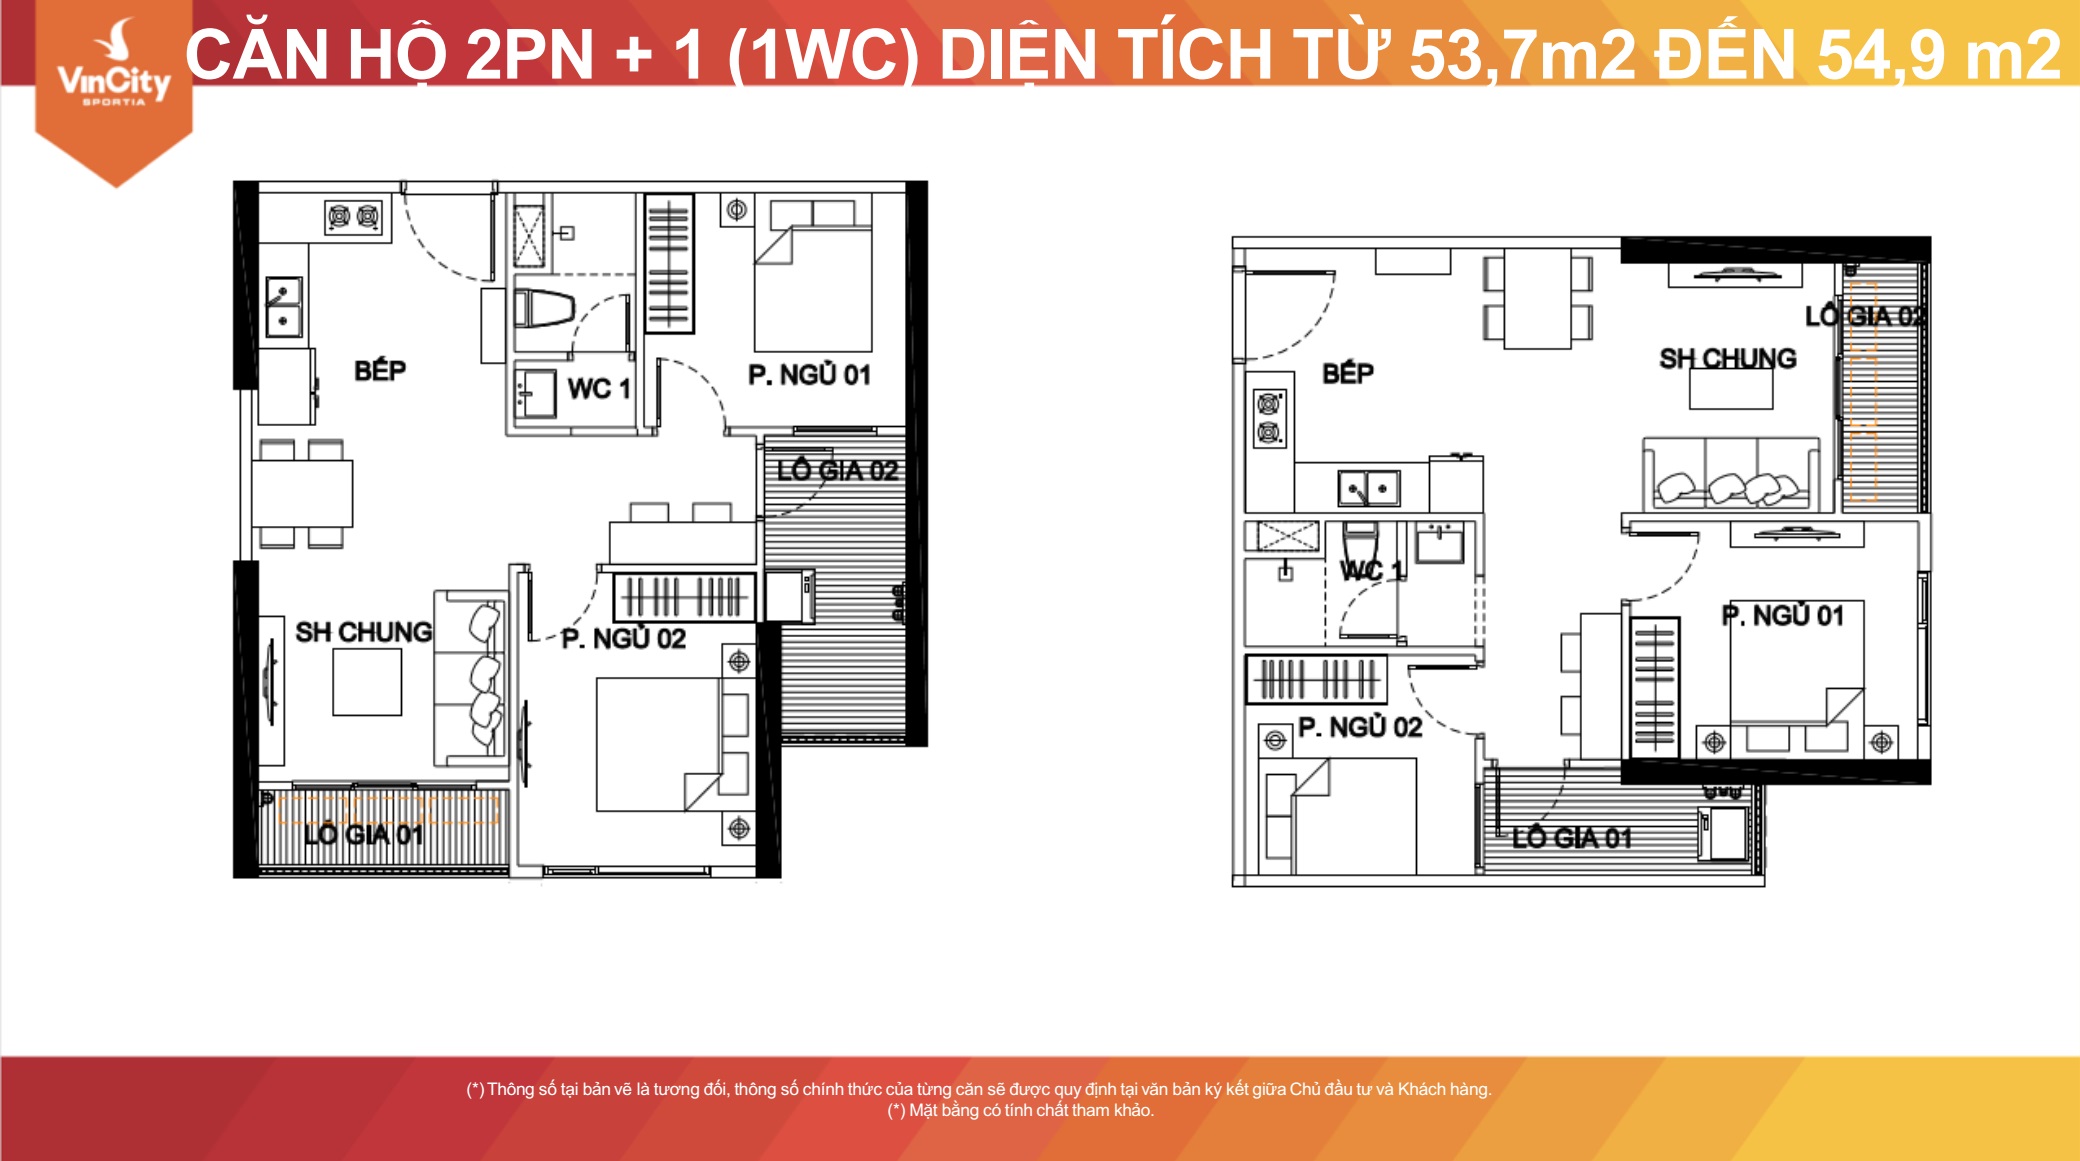 VinCity
SPORTIA
CĂN HỘ 2PN + 1 (1WC) DIỆN TÍCH TỪ 53,7m2 ĐẾN 54,9 m2
BẾP
WC 1
P. NGỦ 01
LÔ GIA 02
SH CHUNG
P. NGỦ 02
LÔ GIA 01
LÔ GIA 02
SH CHUNG
BẾP
WC 1
P. NGỦ 01
P. NGỦ 02
LÔ GIA 01
(*) Thông số tại bản vẽ là tương đối, thông số chính thức của từng căn sẽ được quy định tại văn bản ký kết giữa Chủ đầu tư và Khách hàng.
(*) Mặt bằng có tính chất tham khảo.